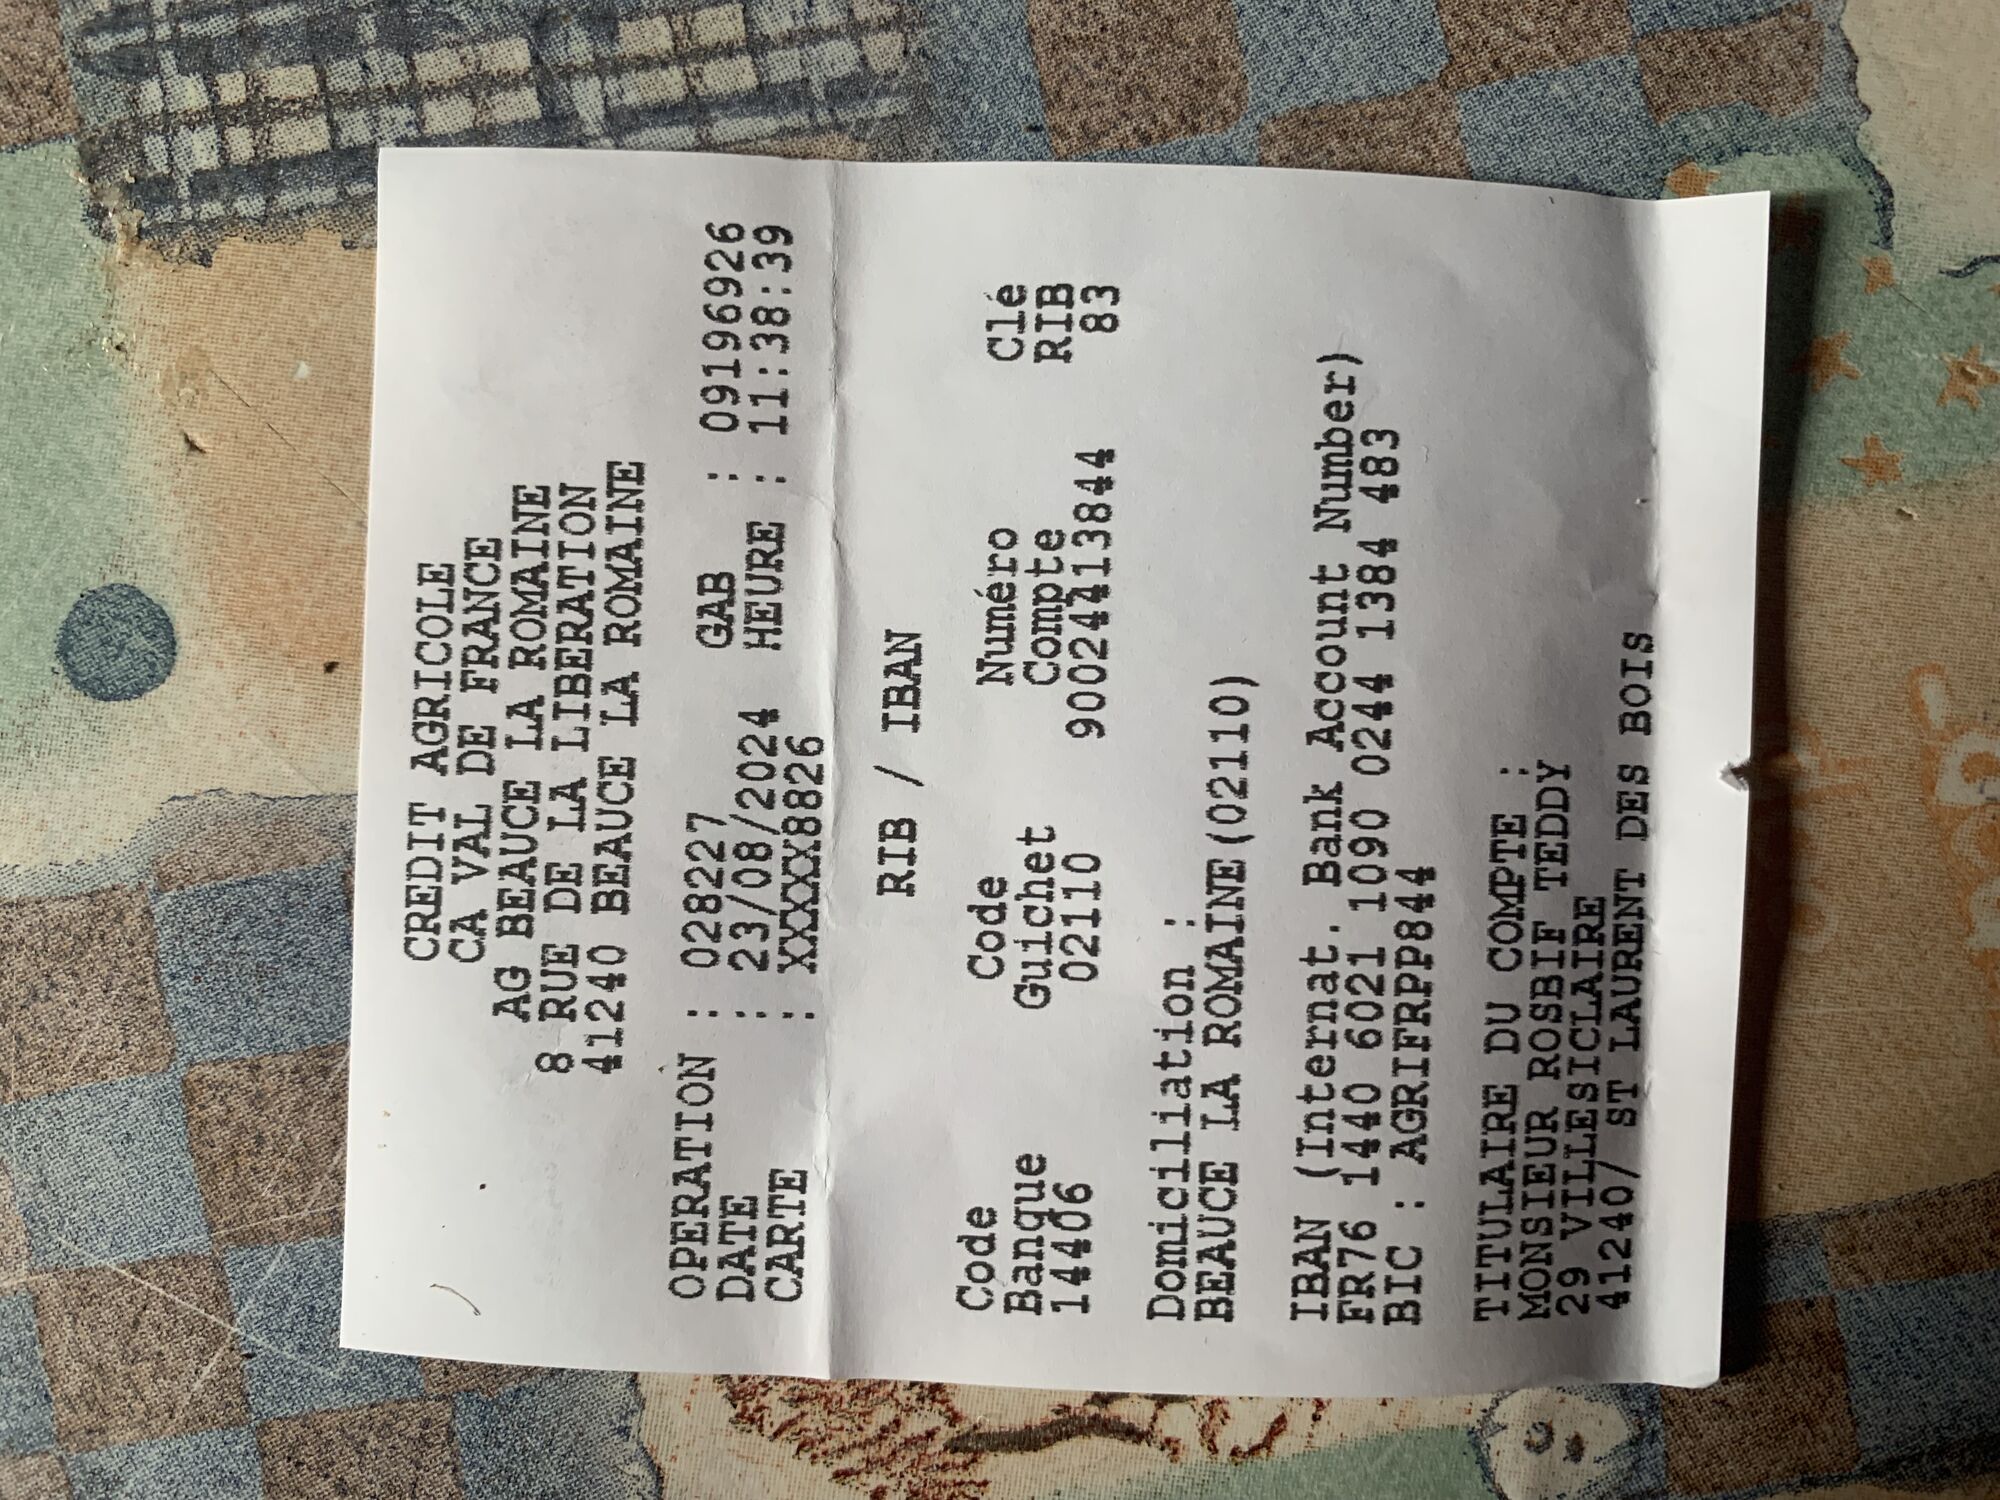 CREDIT AGRICOLE
CA VAL DE FRANCE
AG BEAUCE LA ROMAINE
8 RUE DE LA LIBERATION
41240 BEAUCE LA ROMAINE
OPERATION : 028227 GAB : 09196926
DATE : 23/08/2024 HEURE : 11:38:39
CARTE : XXXXXX8826
RIB / IBAN
Code Code Numéro Clé
Banque Guichet Compte RIB
14406 02110 90024413844 83
Domiciliation :
BEAUCE LA ROMAINE (02110)
IBAN (Internat. Bank Account Number)
FR76 1440 6021 1090 0244 1384 483
BIC : AGRIFRPP844
TITULAIRE DU COMPTE :
MONSIEUR ROSBIF TEDDY
29 VILLESICLAIRE
41240/ ST LAURENT DES BOIS